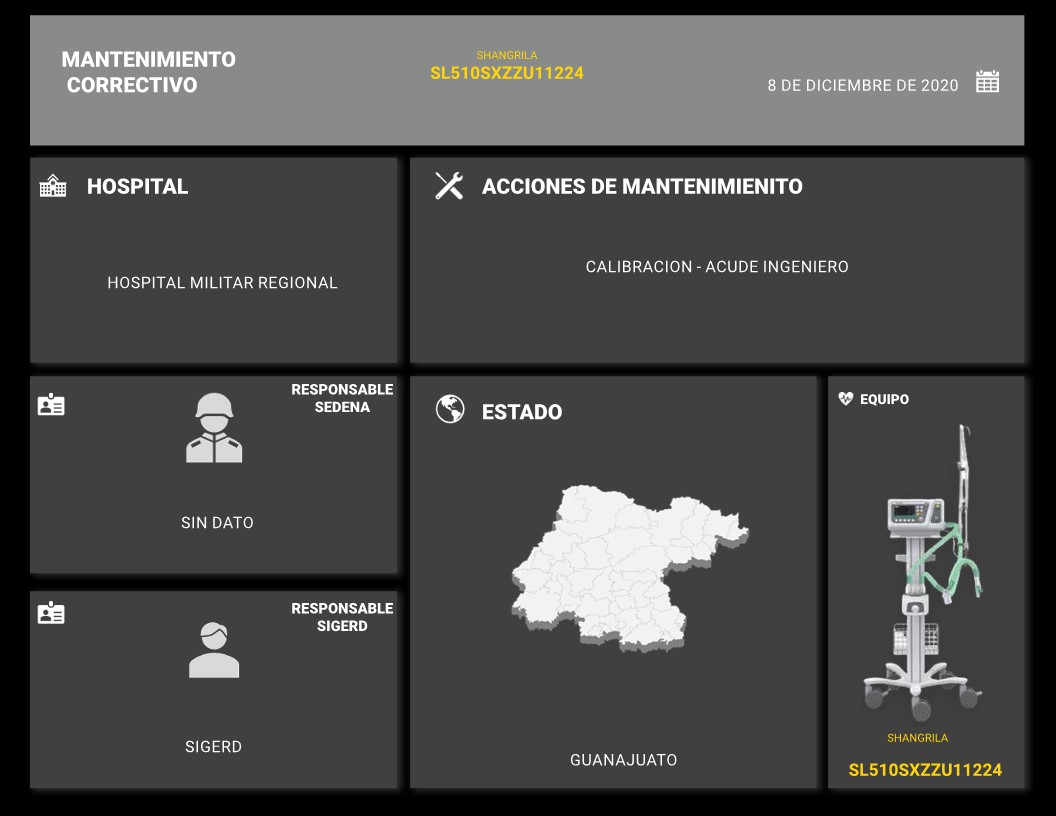 MANTENIMIENTO
CORRECTIVO
SHANGRILA
SL510SXZZU11224
8 DE DICIEMBRE DE 2020
HOSPITAL
HOSPITAL MILITAR REGIONAL
ACCIONES DE MANTENIMIENITO
CALIBRACION - ACUDE INGENIERO
RESPONSABLE
SEDENA
SIN DATO
RESPONSABLE
SIGERD
SIGERD
ESTADO
GUANAJUATO
EQUIPO
SHANGRILA
SL510SXZZU11224